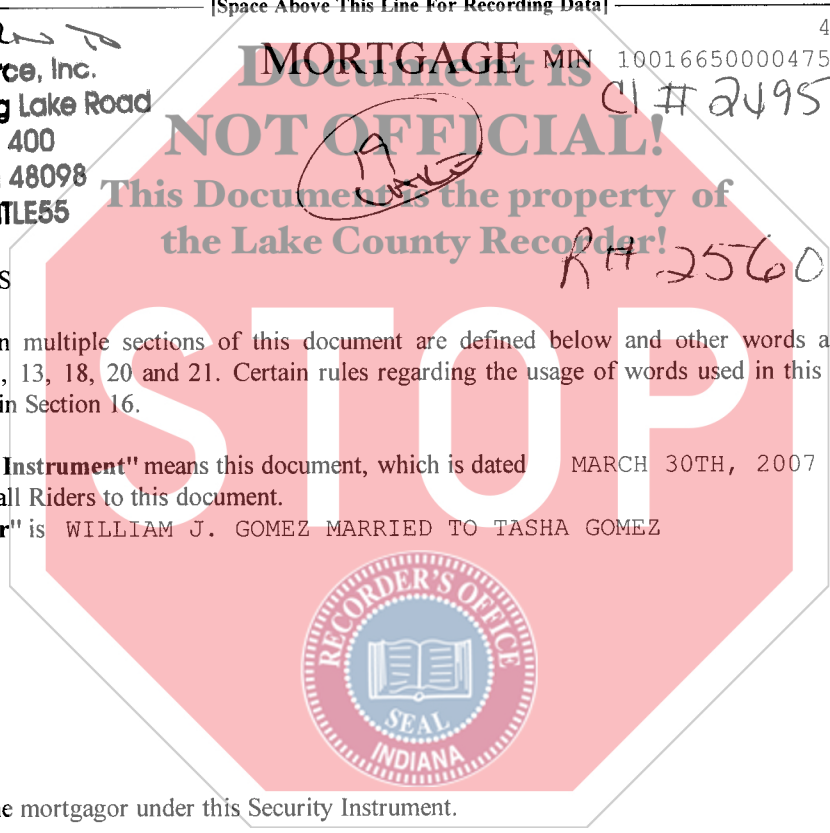 [Space Above This Line For Recording Data]
4
MORTGAGE MIN 10016650000475
rce, Inc.
g Lake Road
400
48098
TLE55
CI # 2495
Document is
NOT OFFICIAL!
This Document is the property of
the Lake County Recorder!
19
R# 2560
S
n multiple sections of this document are defined below and other words a
, 13, 18, 20 and 21. Certain rules regarding the usage of words used in this
in Section 16.
Instrument" means this document, which is dated MARCH 30TH, 2007
all Riders to this document.
r" is WILLIAM J. GOMEZ MARRIED TO TASHA GOMEZ
STOP
RECORDER'S OFFICE
SEAL
INDIANA
e mortgagor under this Security Instrument.